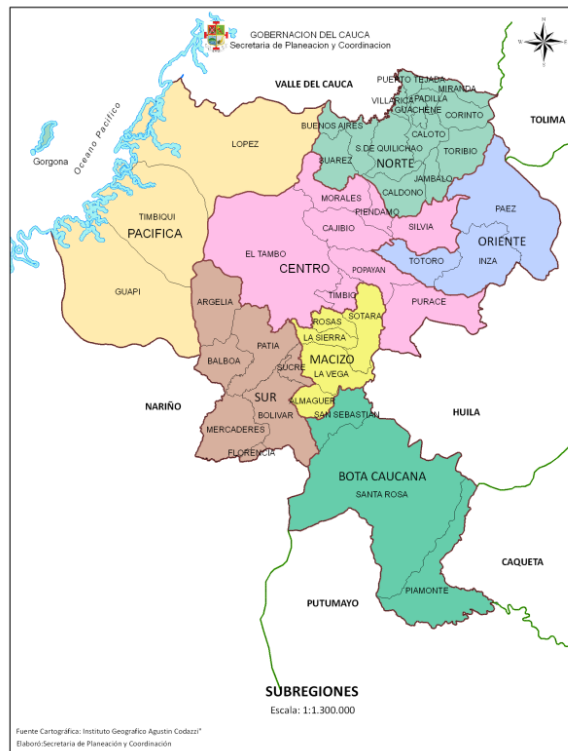 GOBERNACION DEL CAUCA
Secretaria de Planeacion y Coordinacion
VALLE DEL CAUCA
TOLIMA
Oceano Pacifico
Gorgona
PUERTO TEJADA
MIRANDA
VILLARICA
PADILLA
GUACHENE
CORINTO
BUENOS AIRES
CALOTO
LOPEZ
S.DE QUILICHAO
NORTE
TORIBIO
SUAREZ
JAMBALO
CALDONO
MORALES
PIENDAMO
PAEZ
TIMBIQUI
PACIFICA
CAJIBIO
SILVIA
ORIENTE
EL TAMBO
CENTRO
TOTORO
INZA
POPAYAN
GUAPI
ARGELIA
TIMBIO
PURACE
SOTARA
ROSAS
LA SIERRA
PATIA
BALBOA
MACIZO
SUCRE
LA VEGA
NARIÑO
SUR
ALMAGUER
HUILA
BOLIVAR
SAN SEBASTIAN
MERCADERES
FLORENCIA
BOTA CAUCANA
SANTA ROSA
CAQUETA
PIAMONTE
PUTUMAYO
SUBREGIONES
Escala: 1:1.300.000
Fuente Cartográfica: Instituto Geografico Agustin Codazzi"
Elaboró:Secretaria de Planeación y Coordinación